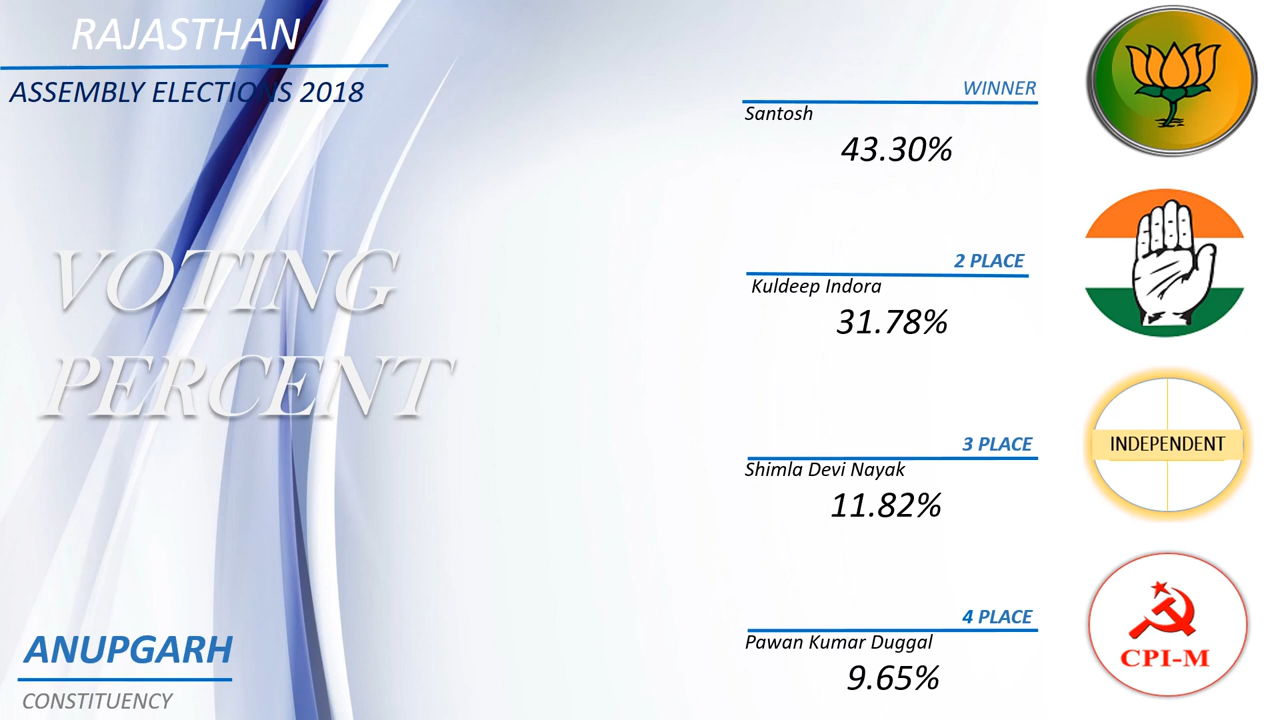 RAJASTHAN
ASSEMBLY ELECTIONS 2018
VOTING
PERCENT
ANUPGARH
CONSTITUENCY
WINNER
Santosh
43.30%
2 PLACE
Kuldeep Indora
31.78%
3 PLACE
Shimla Devi Nayak
11.82%
INDEPENDENT
4 PLACE
Pawan Kumar Duggal
9.65%
CPI-M